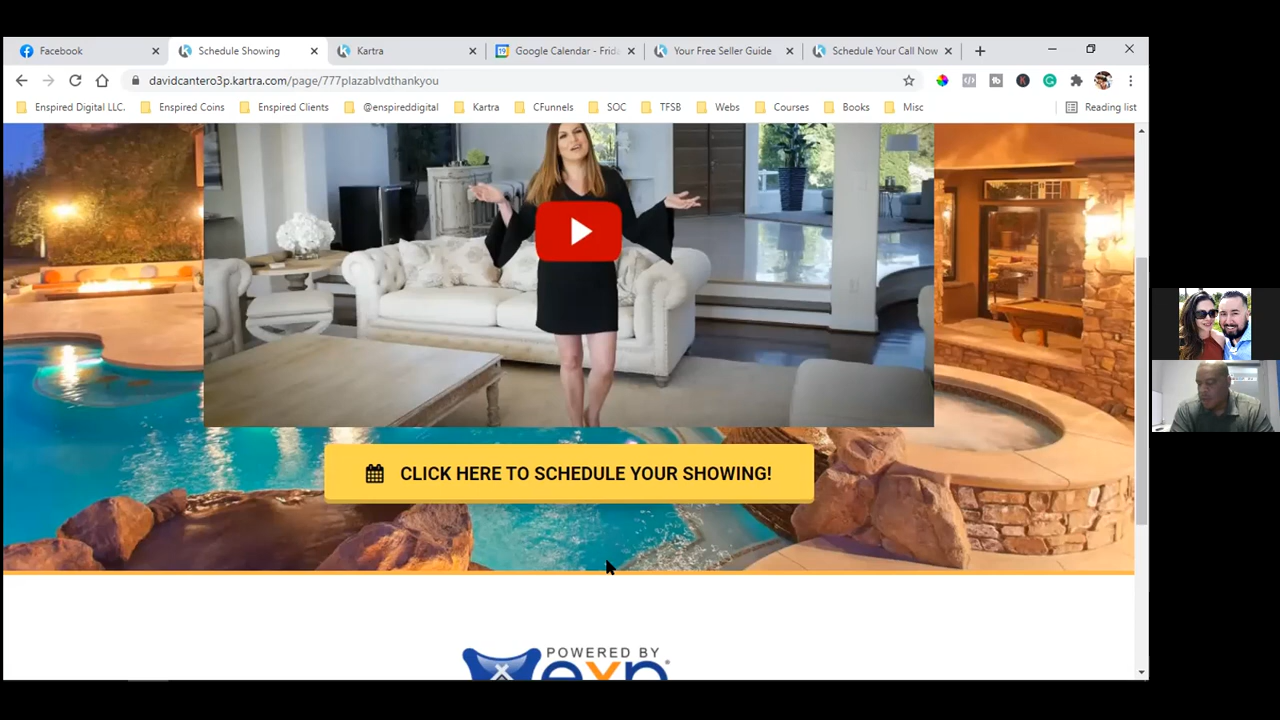 Facebook
Schedule Showing
Kartra
Google Calendar - Frid
Your Free Seller Guide
Schedule Your Call Now
davidcantero3p.kartra.com/page/777plazablvdthankyou
Enspired Digital LLC.
Enspired Coins
Enspired Clients
@enspireddigital
Kartra
CFunnels
SOC
TFSB
Webs
Courses
Books
Misc
Reading list
CLICK HERE TO SCHEDULE YOUR SHOWING!
POWERED BY
exp